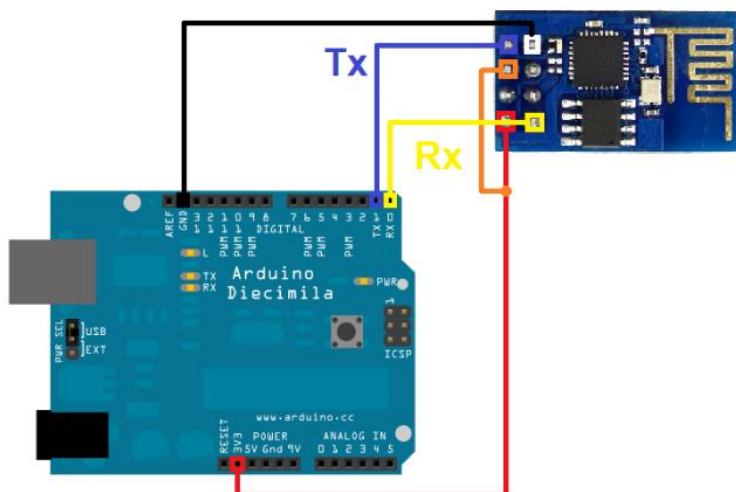 Tx
Rx
AREF
GND
13
12
11
10
9
8
7
6
5
4
3
2
1
0
TX
RX
PWM
PWM
PWM
PWM
PWM
PWM
DIGITAL
L
TX
RX
Arduino
Diecimila
PWR
1
ICSP
PWR SEL
USB
EXT
www.arduino.cc
POWER
ANALOG IN
RESET
3V3
5V Gnd 9V
0 1 2 3 4 5